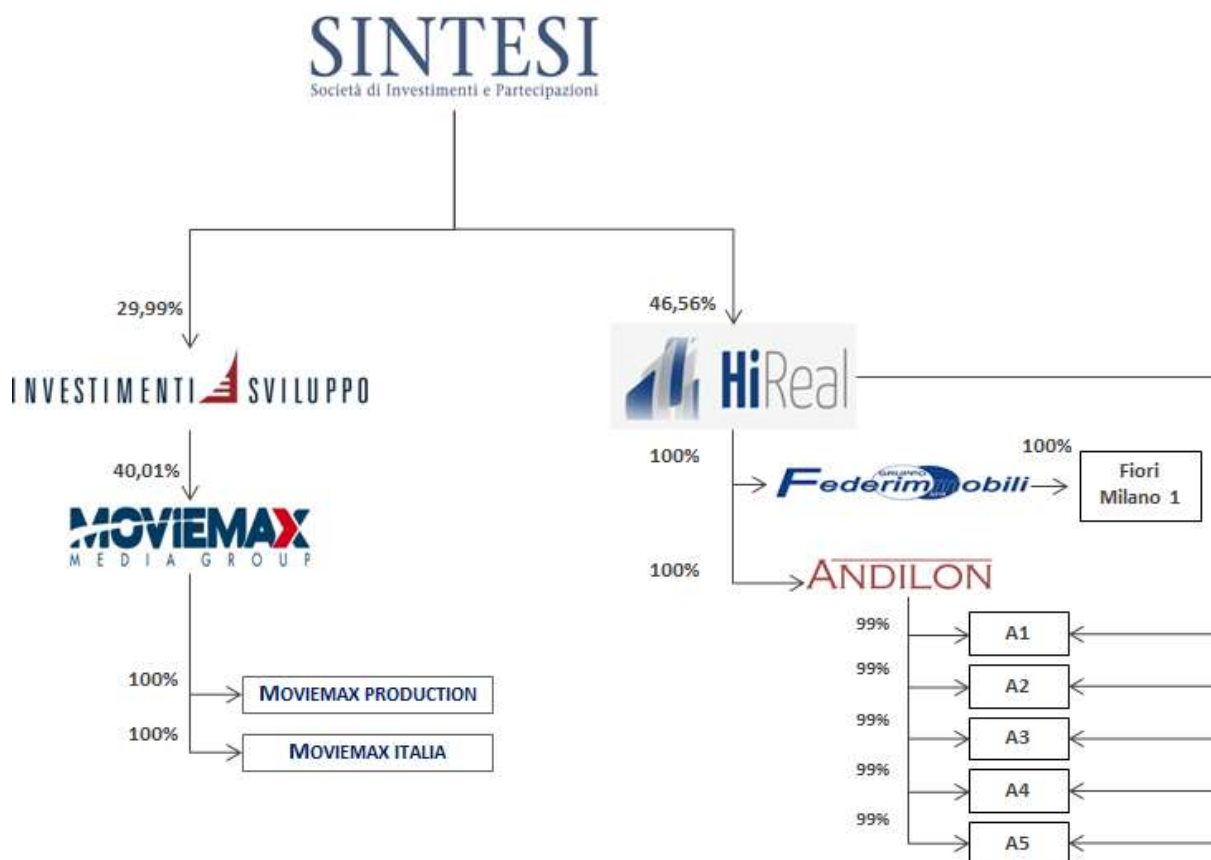 SINTESI
Società di Investimenti e Partecipazioni
29,99%
46,56%
INVESTIMENTI SVILUPPO
HiReal
40,01%
100%
GRUPPO
Federimmobili
100%
Fiori
Milano 1
MOVIEMAX
MEDIA GROUP
100%
ANDILON
99%
A1
99%
A2
99%
A3
99%
A4
99%
A5
100%
MOVIEMAX PRODUCTION
100%
MOVIEMAX ITALIA